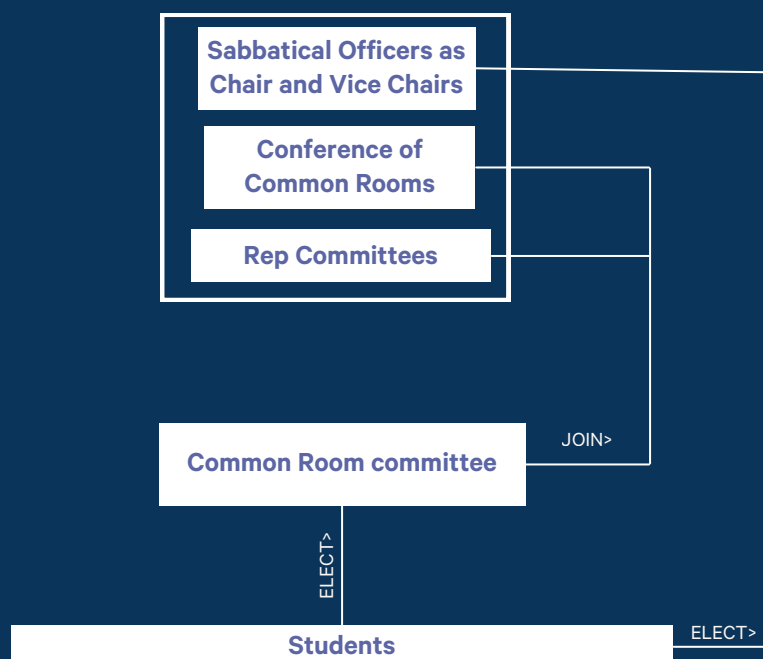 Sabbatical Officers as
Chair and Vice Chairs
Conference of
Common Rooms
Rep Committees
JOIN>
Common Room committee
ELECT>
ELECT>
Students